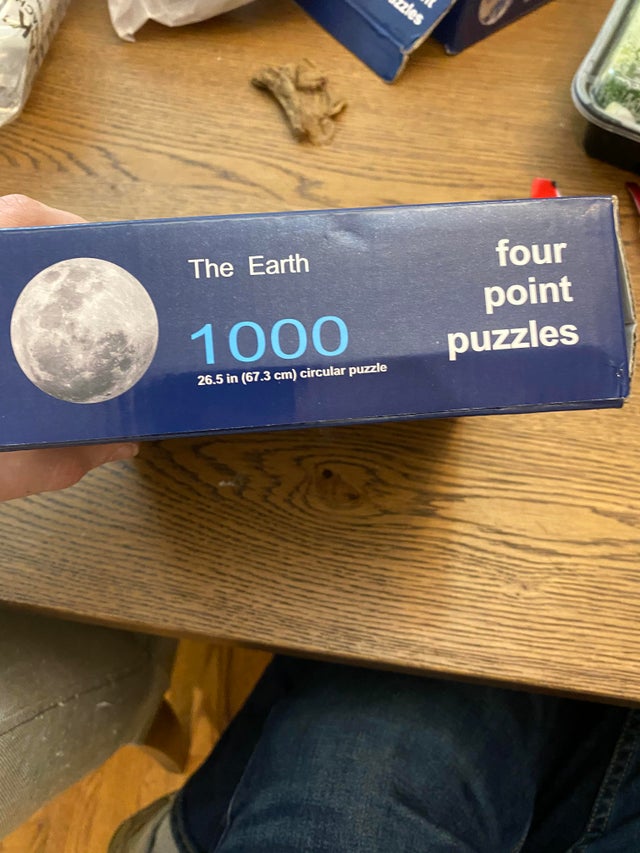 The Earth
1000
26.5 in (67.3 cm) circular puzzle
four
point
puzzles